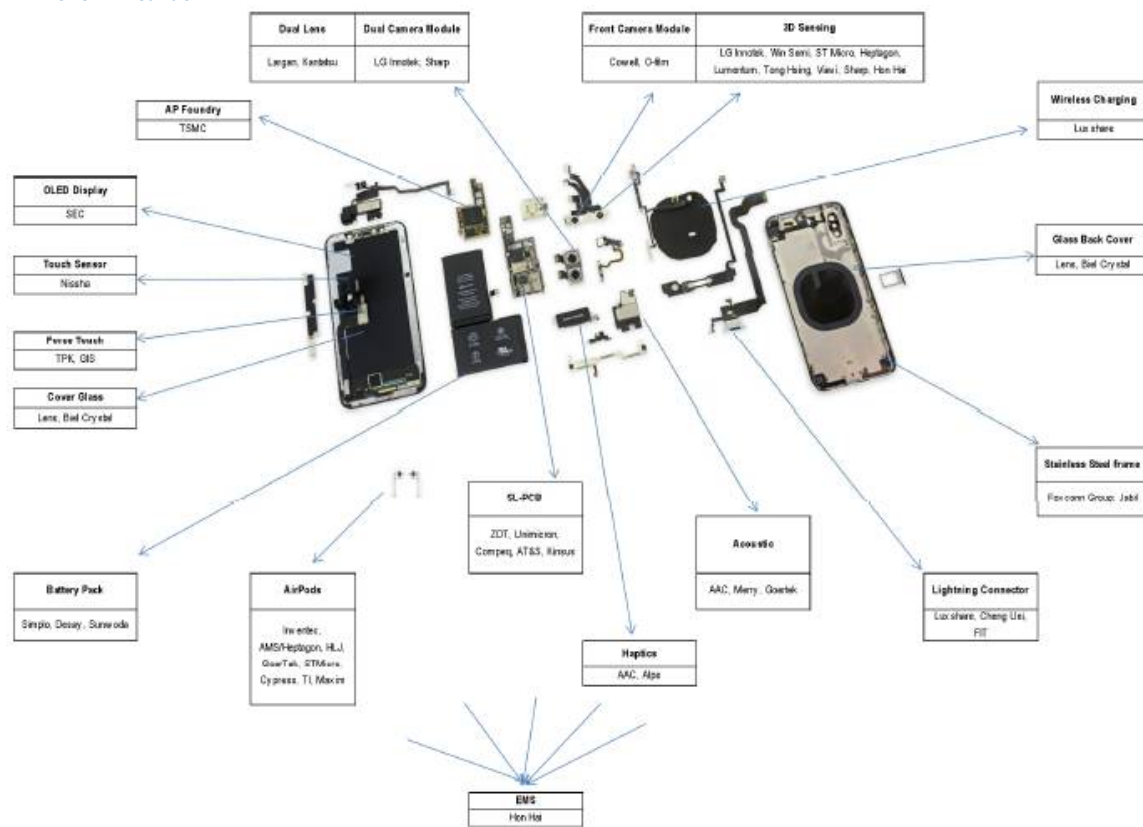 Dual Lens
Dual Camera Module
Largan, Kantatsu
LG Innotek, Sharp
Front Camera Module
3D Sensing
Cowell, O-film
LG Innotek, Win Semi, ST Micro, Heptagon,
Lumentum, Tong Hsing, Viavi, Sharp, Hon Hai
AP Foundry
TSMC
Wireless Charging
Luxshare
OLED Display
SEC
Touch Sensor
Nissha
Force Touch
TPK, GIS
Cover Glass
Lens, Biel Crystal
Glass Back Cover
Lens, Biel Crystal
Stainless Steel frame
Foxconn Group; Jabil
SL-PCB
ZDT, Unimicron,
Compeq, AT&S, Kinsus
Acoustic
AAC, Merry, Goertek
Battery Pack
Simplo, Desay, Sunwoda
AirPods
Inventec,
AMS/Heptagon, HLJ,
GoerTek, STMicro,
Cypress, TI, Maxim
Lightning Connector
Luxshare, Cheng Uei,
FIT
Haptics
AAC, Alps
EMS
Hon Hai